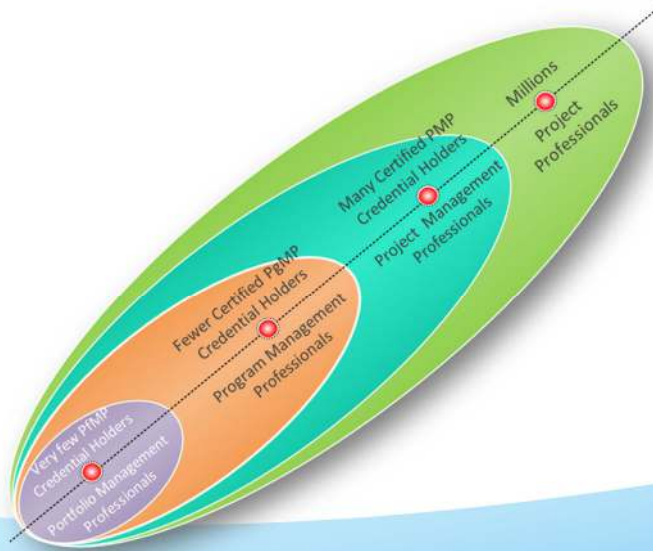 Millions
Project
Professionals
Many Certified PMP
Credential Holders
Project Management
Professionals
Fewer Certified PgMP
Credential Holders
Program Management
Professionals
Very few PfMP
Credential Holders
Portfolio Management
Professionals